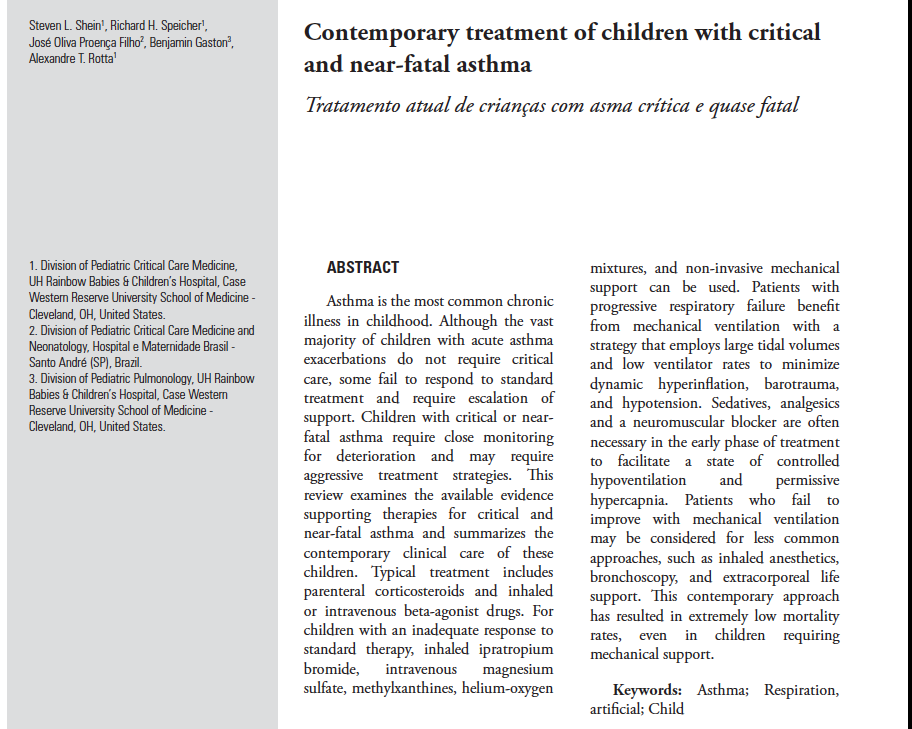 Steven L. Shein¹, Richard H. Speicher¹,
José Oliva Proença Filho², Benjamin Gaston³,
Alexandre T. Rotta¹
Contemporary treatment of children with critical
and near-fatal asthma
Tratamento atual de crianças com asma crítica e quase fatal
1. Division of Pediatric Critical Care Medicine,
UH Rainbow Babies & Children's Hospital, Case
Western Reserve University School of Medicine -
Cleveland, OH, United States.
2. Division of Pediatric Critical Care Medicine and
Neonatology, Hospital e Maternidade Brasil -
Santo André (SP), Brazil.
3. Division of Pediatric Pulmonology, UH Rainbow
Babies & Children's Hospital, Case Western
Reserve University School of Medicine -
Cleveland, OH, United States.
ABSTRACT
Asthma is the most common chronic
illness in childhood. Although the vast
majority of children with acute asthma
exacerbations do not require critical
care, some fail to respond to standard
treatment and require escalation of
support. Children with critical or near-
fatal asthma require close monitoring
for deterioration and may require
aggressive treatment strategies. This
review examines the available evidence
supporting therapies for critical and
near-fatal asthma and summarizes the
contemporary clinical care of these
children. Typical treatment includes
parenteral corticosteroids and inhaled
or intravenous beta-agonist drugs. For
children with an inadequate response to
standard therapy, inhaled ipratropium
bromide, intravenous magnesium
sulfate, methylxanthines, helium-oxygen
mixtures, and non-invasive mechanical
support can be used. Patients with
progressive respiratory failure benefit
from mechanical ventilation with a
strategy that employs large tidal volumes
and low ventilator rates to minimize
dynamic hyperinflation, barotrauma,
and hypotension. Sedatives, analgesics
and a neuromuscular blocker are often
necessary in the early phase of treatment
to facilitate a state of controlled
hypoventilation and permissive
hypercapnia. Patients who fail to
improve with mechanical ventilation
may be considered for less common
approaches, such as inhaled anesthetics,
bronchoscopy, and extracorporeal life
support. This contemporary approach
has resulted in extremely low mortality
rates, even in children requiring
mechanical support.
Keywords: Asthma; Respiration,
artificial; Child